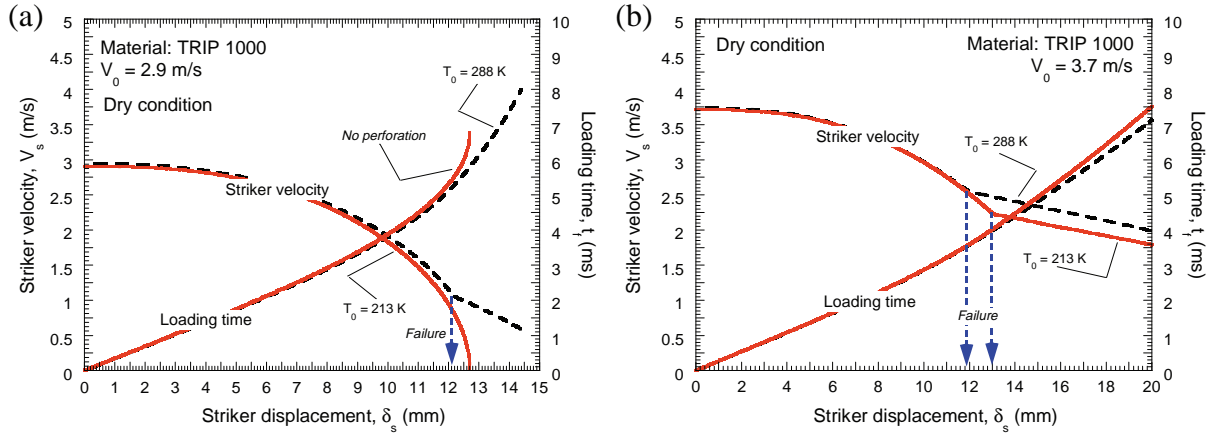 (a)
Material: TRIP 1000
V0 = 2.9 m/s
Dry condition
T0 = 288 K
No perforation
Striker velocity
T0 = 213 K
Loading time
Failure
Striker velocity, Vs (m/s)
5
4.5
4
3.5
3
2.5
2
1.5
1
0.5
0
Loading time, tf (ms)
10
9
8
7
6
5
4
3
2
1
0
0 1 2 3 4 5 6 7 8 9 10 11 12 13 14 15
Striker displacement, δs (mm)
(b)
Dry condition
Material: TRIP 1000
V0 = 3.7 m/s
Striker velocity
T0 = 288 K
T0 = 213 K
Loading time
Failure
Striker velocity, Vs (m/s)
5
4.5
4
3.5
3
2.5
2
1.5
1
0.5
0
Loading time, tf (ms)
10
9
8
7
6
5
4
3
2
1
0
0 2 4 6 8 10 12 14 16 18 20
Striker displacement, δs (mm)